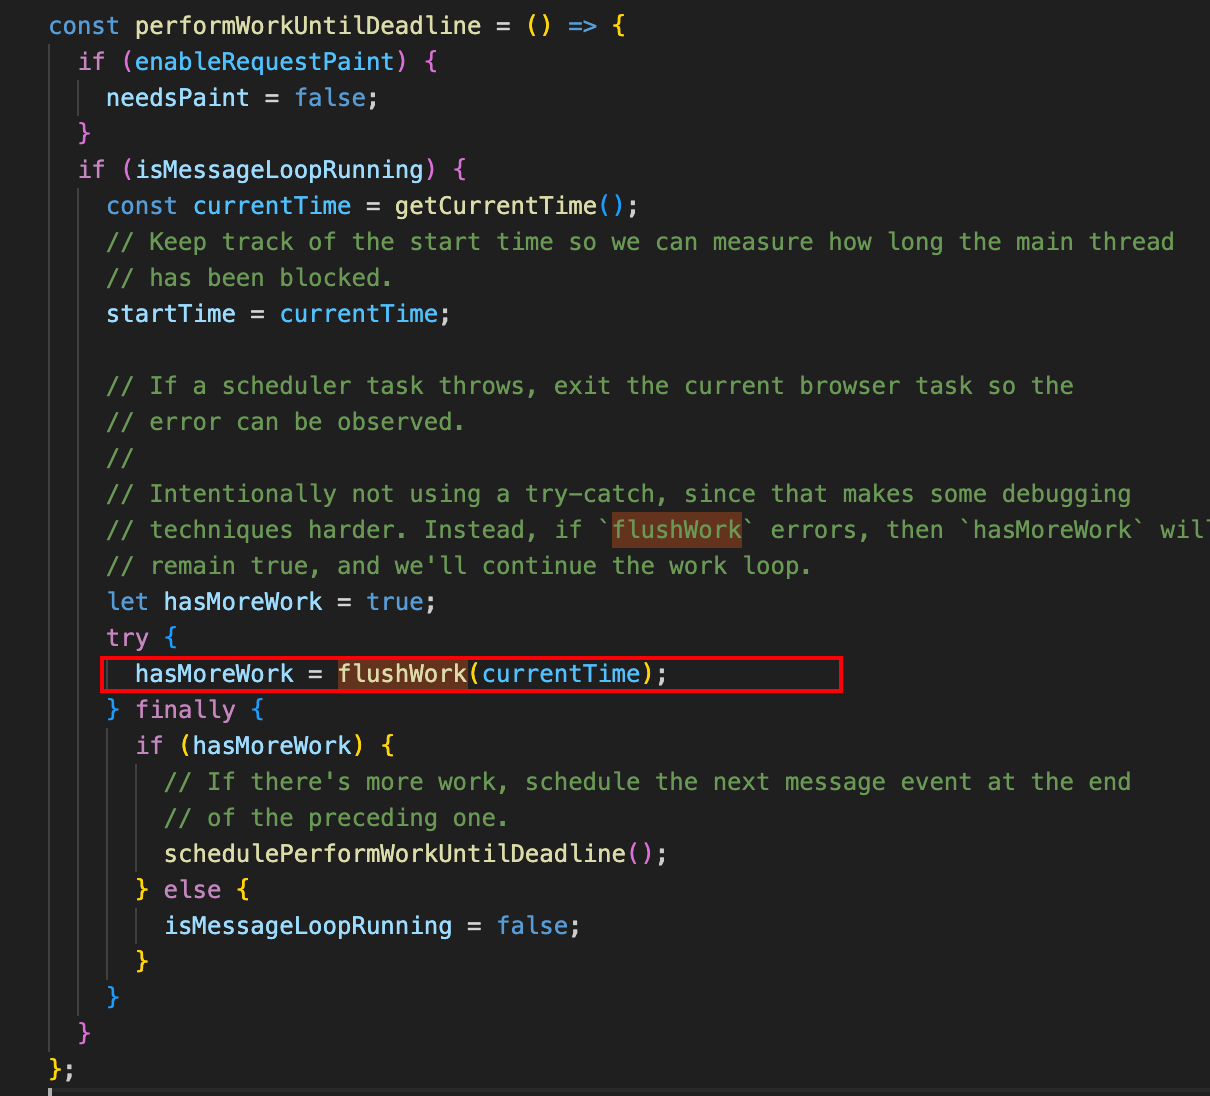 const performWorkUntilDeadline = () => {
  if (enableRequestPaint) {
    needsPaint = false;
  }
  if (isMessageLoopRunning) {
    const currentTime = getCurrentTime();
    // Keep track of the start time so we can measure how long the main thread
    // has been blocked.
    startTime = currentTime;

    // If a scheduler task throws, exit the current browser task so the
    // error can be observed.
    //
    // Intentionally not using a try-catch, since that makes some debugging
    // techniques harder. Instead, if `flushWork` errors, then `hasMoreWork` wil
    // remain true, and we'll continue the work loop.
    let hasMoreWork = true;
    try {
      hasMoreWork = flushWork(currentTime);
    } finally {
      if (hasMoreWork) {
        // If there's more work, schedule the next message event at the end
        // of the preceding one.
        schedulePerformWorkUntilDeadline();
      } else {
        isMessageLoopRunning = false;
      }
    }
  }
};